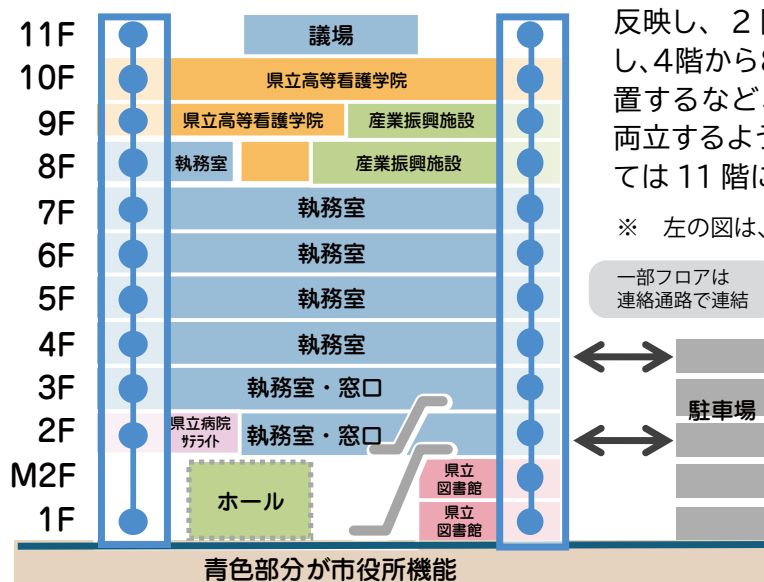 11F
議場
10F
県立高等看護学院
9F
県立高等看護学院
産業振興施設
8F
執務室
産業振興施設
7F
執務室
6F
執務室
5F
執務室
4F
執務室
3F
執務室・窓口
2F
県立病院
ｻﾃﾗｲﾄ
執務室・窓口
M2F
県立
図書館
ホール
1F
県立
図書館
青色部分が市役所機能
反映し、2
し、4階から
置するなど、
両立するよう
ては 11 階に
※　左の図は、
一部フロアは
連絡通路で連結
駐車場